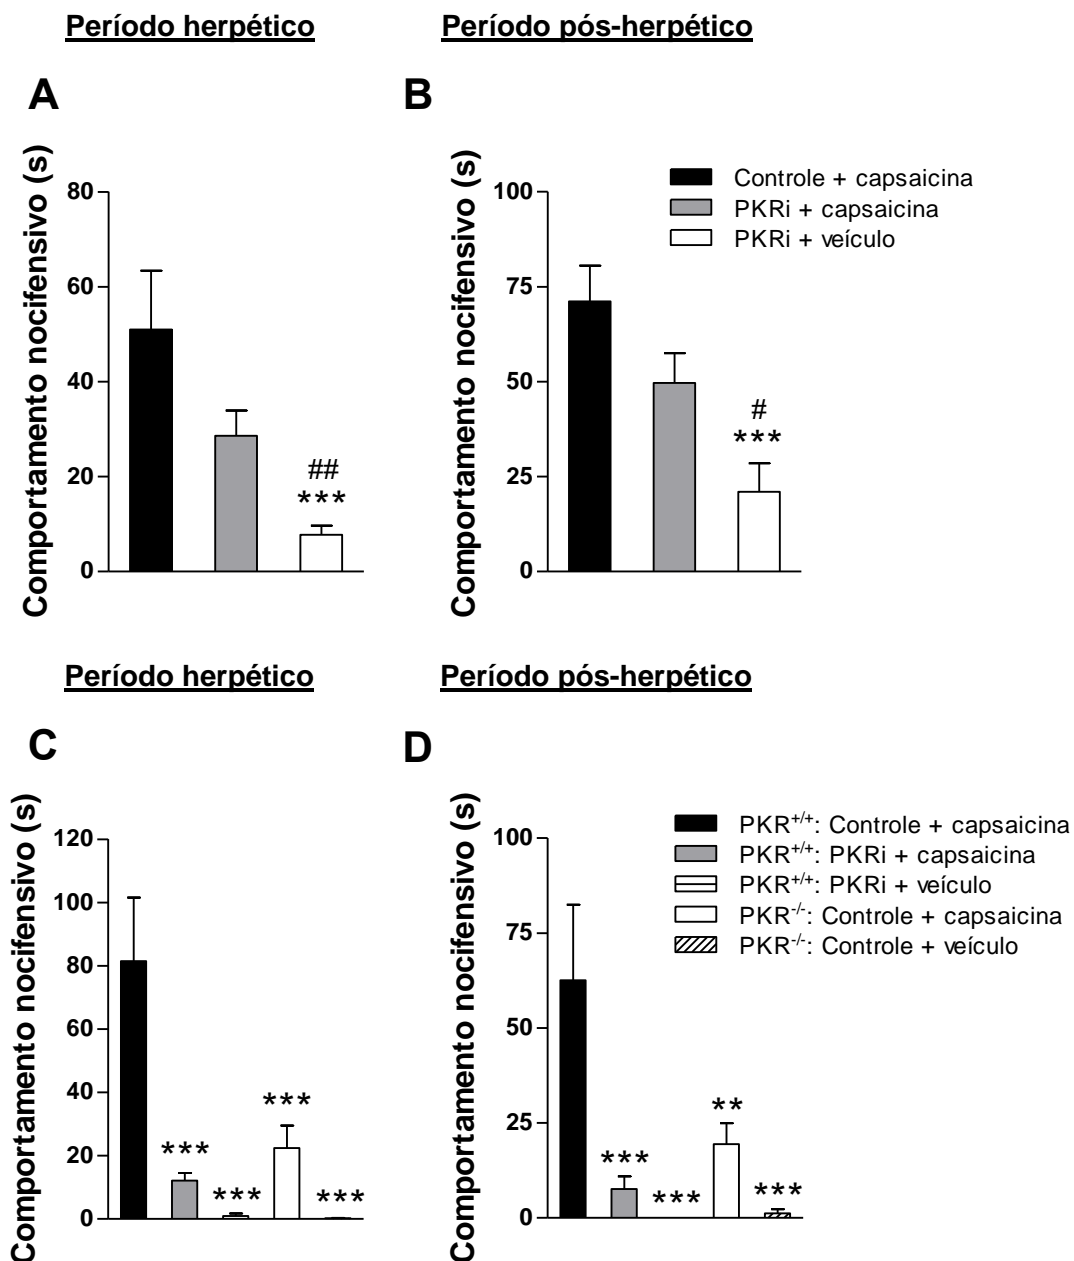 Período herpético
Período pós-herpético
A
B
Comportamento nocifensivo (s)
80
60
40
20
0
##
***
Comportamento nocifensivo (s)
100
75
50
25
0
#
***
Controle + capsaicina
PKRi + capsaicina
PKRi + veículo
Período herpético
Período pós-herpético
C
D
Comportamento nocifensivo (s)
120
100
80
60
40
20
0
***
***
***
***
Comportamento nocifensivo (s)
100
75
50
25
0
***
***
**
***
PKR+/+: Controle + capsaicina
PKR+/+: PKRi + capsaicina
PKR+/+: PKRi + veículo
PKR-/-: Controle + capsaicina
PKR-/-: Controle + veículo